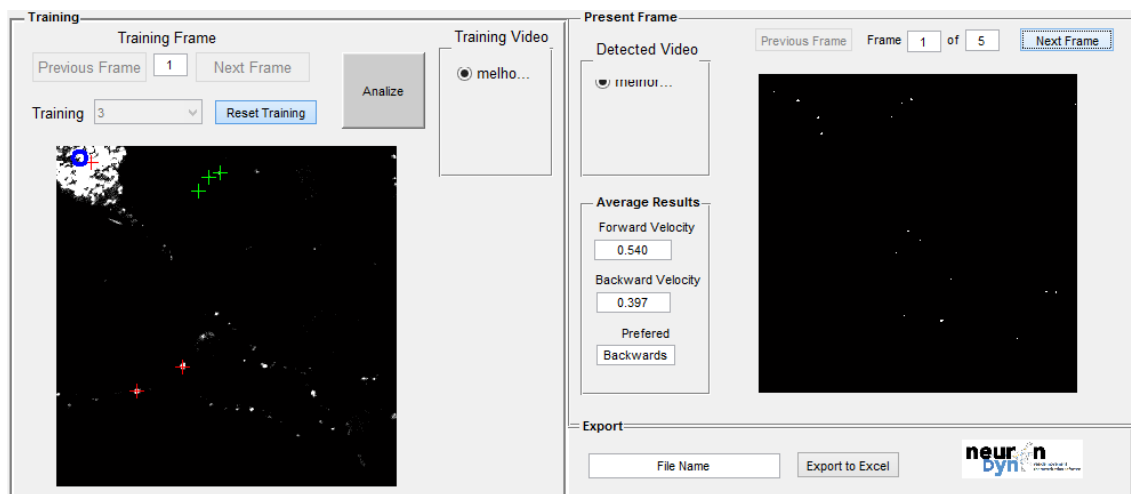 Training
Training Frame
Previous Frame 1 Next Frame
Training 3 Reset Training
Analize
Training Video
melho...
Present Frame
Previous Frame Frame 1 of 5 Next Frame
Detected Video
melhor...
Average Results
Forward Velocity
0.540
Backward Velocity
0.397
Prefered
Backwards
Export
File Name Export to Excel
neur n
Dyn